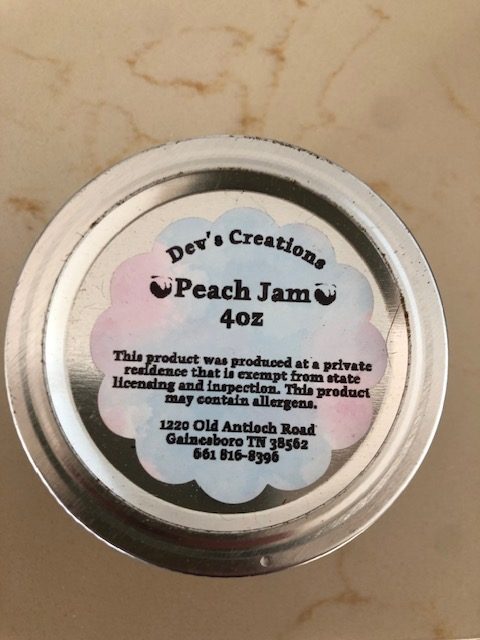 Dev's Creations
Peach Jam
4oz
This product was produced at a private
residence that is exempt from state
licensing and inspection. This product
may contain allergens.
1220 Old Antioch Road
Gainesboro TN 38562
661 816-8396